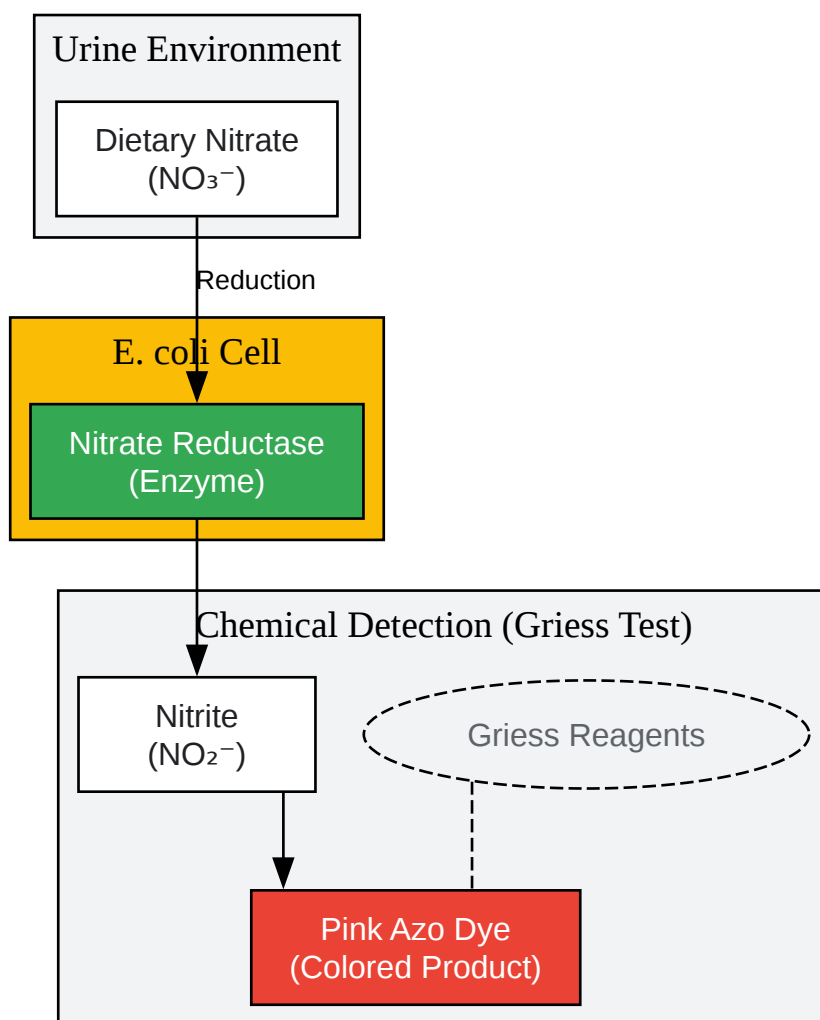 Urine Environment
Dietary Nitrate
(NO₃⁻)
Reduction
E. coli Cell
Nitrate Reductase
(Enzyme)
Chemical Detection (Griess Test)
Nitrite
(NO₂⁻)
Griess Reagents
Pink Azo Dye
(Colored Product)